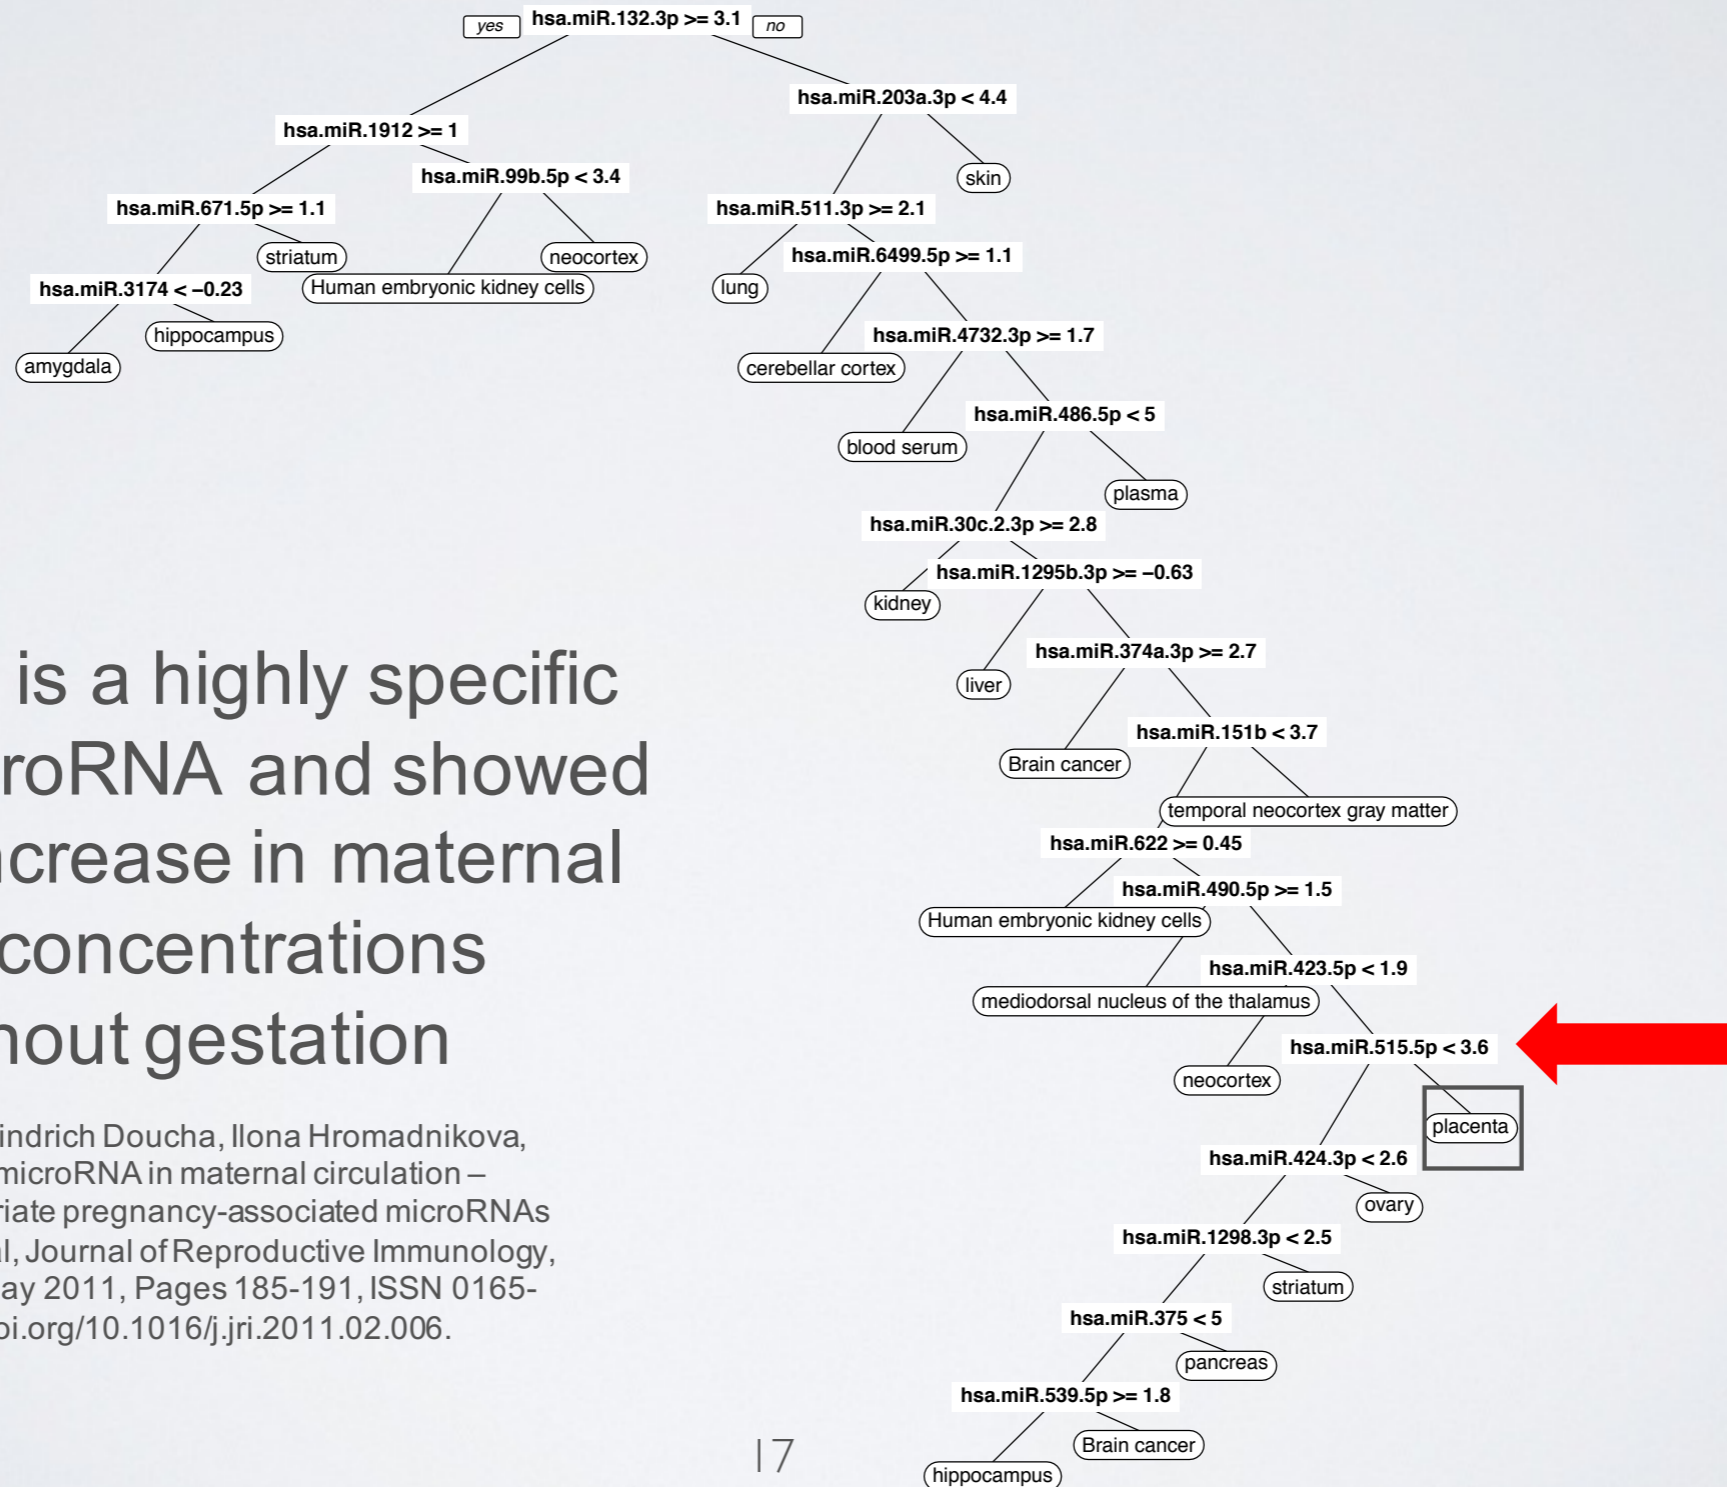 yes
hsa.miR.132.3p >= 3.1
no
hsa.miR.203a.3p < 4.4
hsa.miR.1912 >= 1
hsa.miR.99b.5p < 3.4
skin
hsa.miR.671.5p >= 1.1
hsa.miR.511.3p >= 2.1
striatum
neocortex
hsa.miR.6499.5p >= 1.1
hsa.miR.3174 < −0.23
Human embryonic kidney cells
lung
hippocampus
hsa.miR.4732.3p >= 1.7
amygdala
cerebellar cortex
hsa.miR.486.5p < 5
blood serum
plasma
hsa.miR.30c.2.3p >= 2.8
hsa.miR.1295b.3p >= −0.63
kidney
hsa.miR.374a.3p >= 2.7
liver
hsa.miR.151b < 3.7
Brain cancer
temporal neocortex gray matter
hsa.miR.622 >= 0.45
hsa.miR.490.5p >= 1.5
Human embryonic kidney cells
hsa.miR.423.5p < 1.9
mediodorsal nucleus of the thalamus
hsa.miR.515.5p < 3.6
neocortex
placenta
hsa.miR.424.3p < 2.6
ovary
hsa.miR.1298.3p < 2.5
striatum
hsa.miR.375 < 5
pancreas
hsa.miR.539.5p >= 1.8
Brain cancer
hippocampus
is a highly specific
roRNA and showed
ncrease in maternal
concentrations
hout gestation
indrich Doucha, Ilona Hromadnikova,
microRNA in maternal circulation –
riate pregnancy-associated microRNAs
al, Journal of Reproductive Immunology,
ay 2011, Pages 185-191, ISSN 0165-
oi.org/10.1016/j.jri.2011.02.006.
17